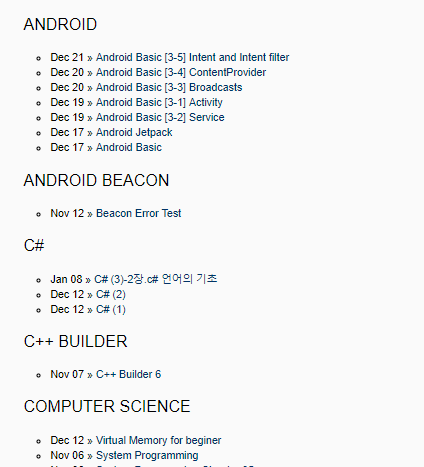 ANDROID
Dec 21 » Android Basic [3-5] Intent and Intent filter
Dec 20 » Android Basic [3-4] ContentProvider
Dec 20 » Android Basic [3-3] Broadcasts
Dec 19 » Android Basic [3-1] Activity
Dec 19 » Android Basic [3-2] Service
Dec 17 » Android Jetpack
Dec 17 » Android Basic
ANDROID BEACON
Nov 12 » Beacon Error Test
C#
Jan 08 » C# (3)-2장.c# 언어의 기초
Dec 12 » C# (2)
Dec 12 » C# (1)
C++ BUILDER
Nov 07 » C++ Builder 6
COMPUTER SCIENCE
Dec 12 » Virtual Memory for beginer
Nov 06 » System Programming